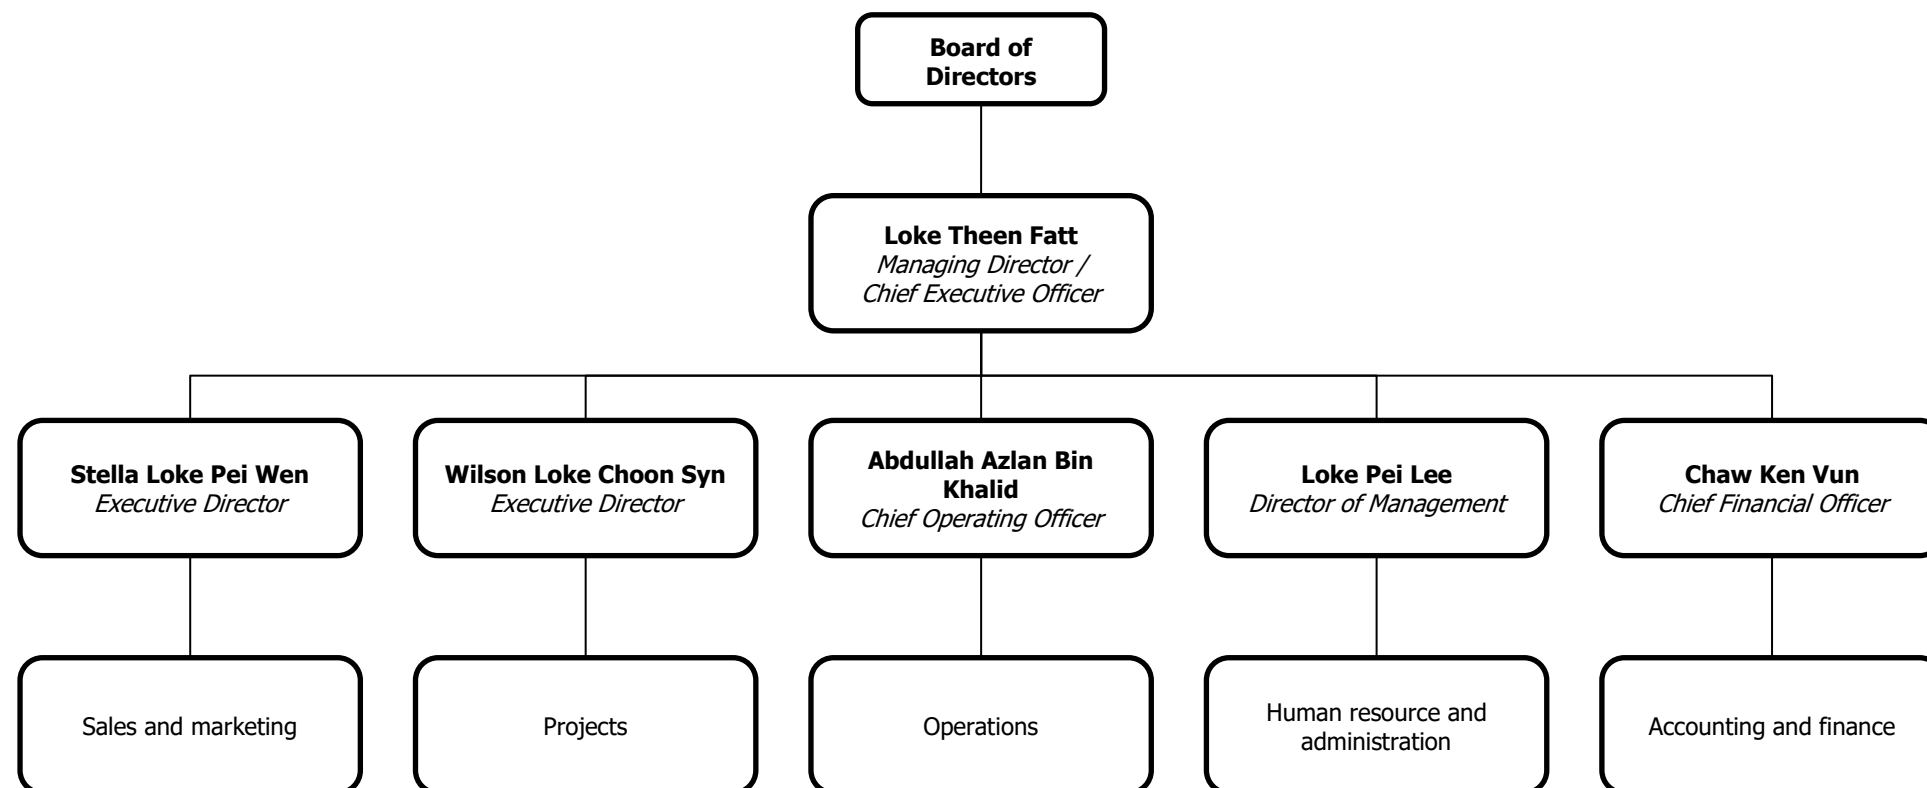 Board of
Directors
Loke Theen Fatt
Managing Director /
Chief Executive Officer
Stella Loke Pei Wen
Executive Director
Wilson Loke Choon Syn
Executive Director
Abdullah Azlan Bin
Khalid
Chief Operating Officer
Loke Pei Lee
Director of Management
Chaw Ken Vun
Chief Financial Officer
Sales and marketing
Projects
Operations
Human resource and
administration
Accounting and finance